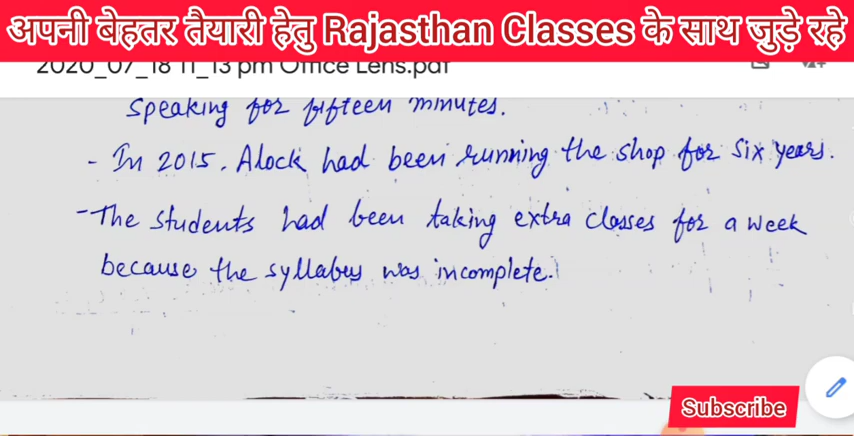 अपनी बेहतर तैयारी हेतु Rajasthan Classes के साथ जुड़े रहे
2020_07_18 11_13 pm Office Lens.pdf
Speaking for fifteen minutes.
- In 2015. Alock had been running the shop for six years.
- The students had been taking extra classes for a week
because the syllabus was incomplete.
Subscribe